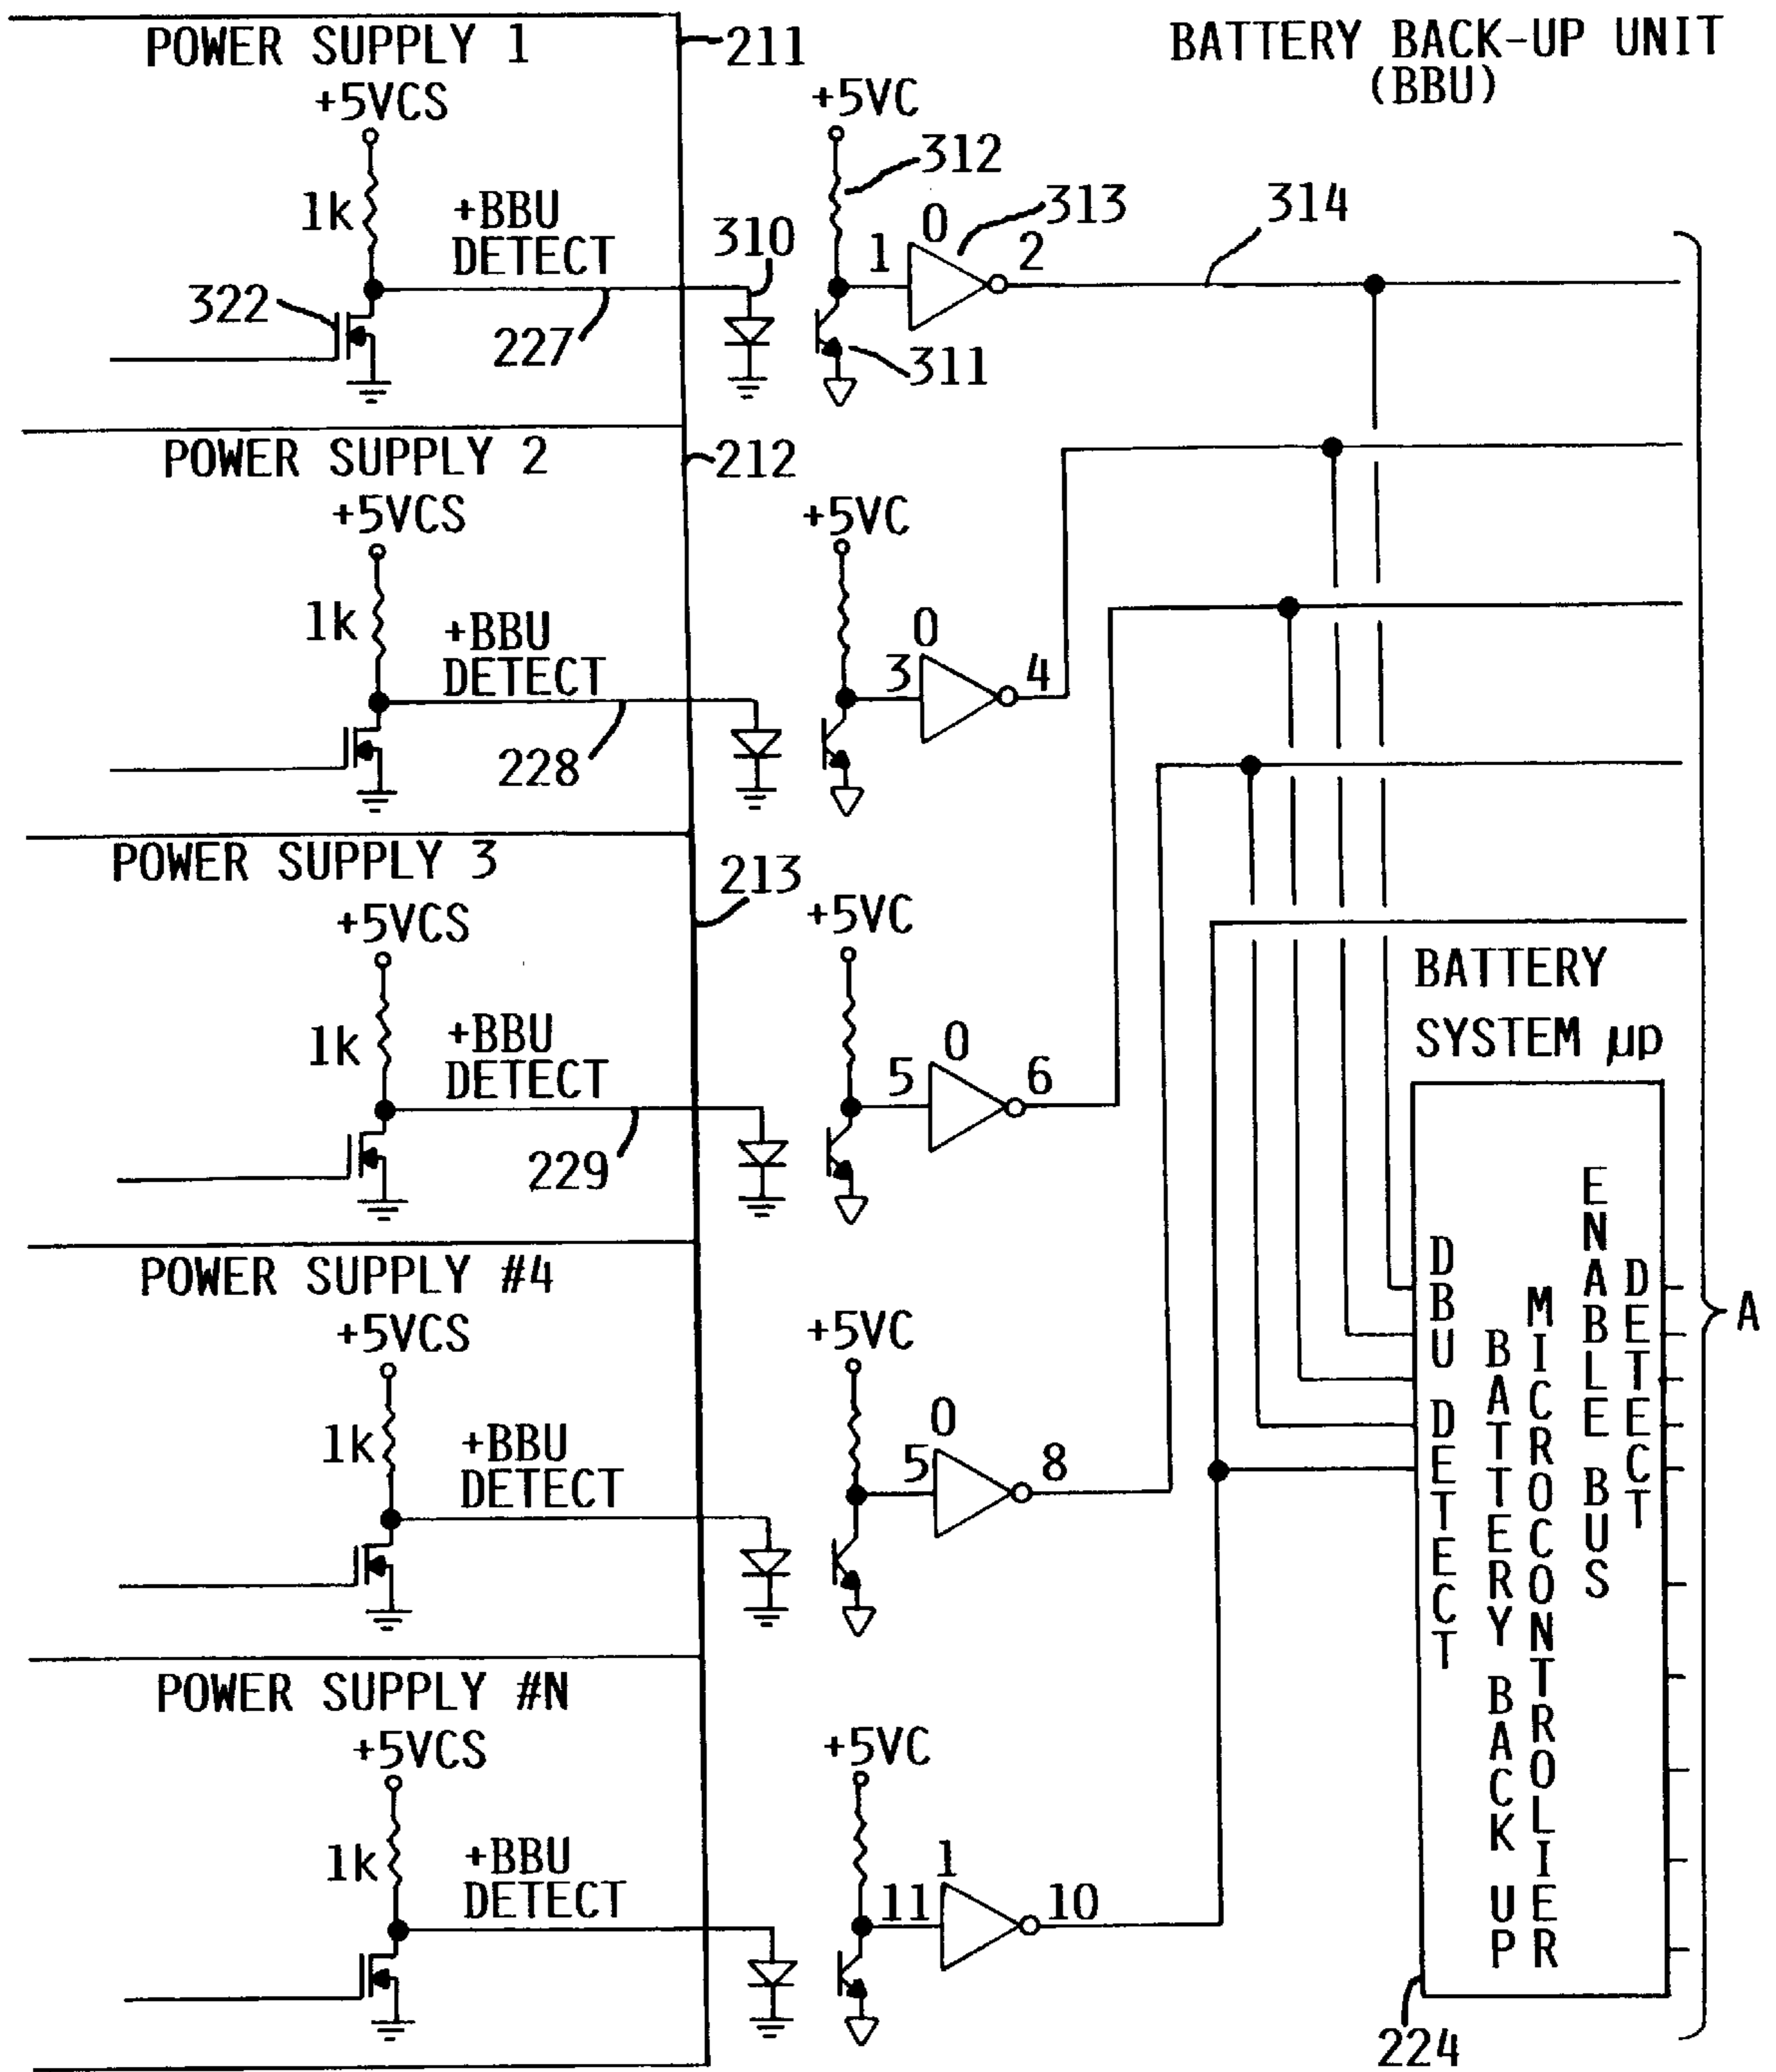 POWER SUPPLY 1
211
BATTERY BACK-UP UNIT
(BBU)
+5VCS
+5VC
312
1k
+BBU
DETECT
310
1
0
313
2
314
322
227
311
POWER SUPPLY 2
212
+5VCS
+5VC
1k
+BBU
DETECT
0
3
4
228
POWER SUPPLY 3
213
+5VCS
+5VC
BATTERY
SYSTEM µp
1k
+BBU
DETECT
0
5
6
229
POWER SUPPLY #4
+5VCS
+5VC
1k
+BBU
DETECT
0
5
8
DBU DETECT
BATTERY BACK UP
MICROCONTROLIER
ENABLE BUS
DETECT
A
POWER SUPPLY #N
+5VCS
+5VC
1k
+BBU
DETECT
1
11
10
224